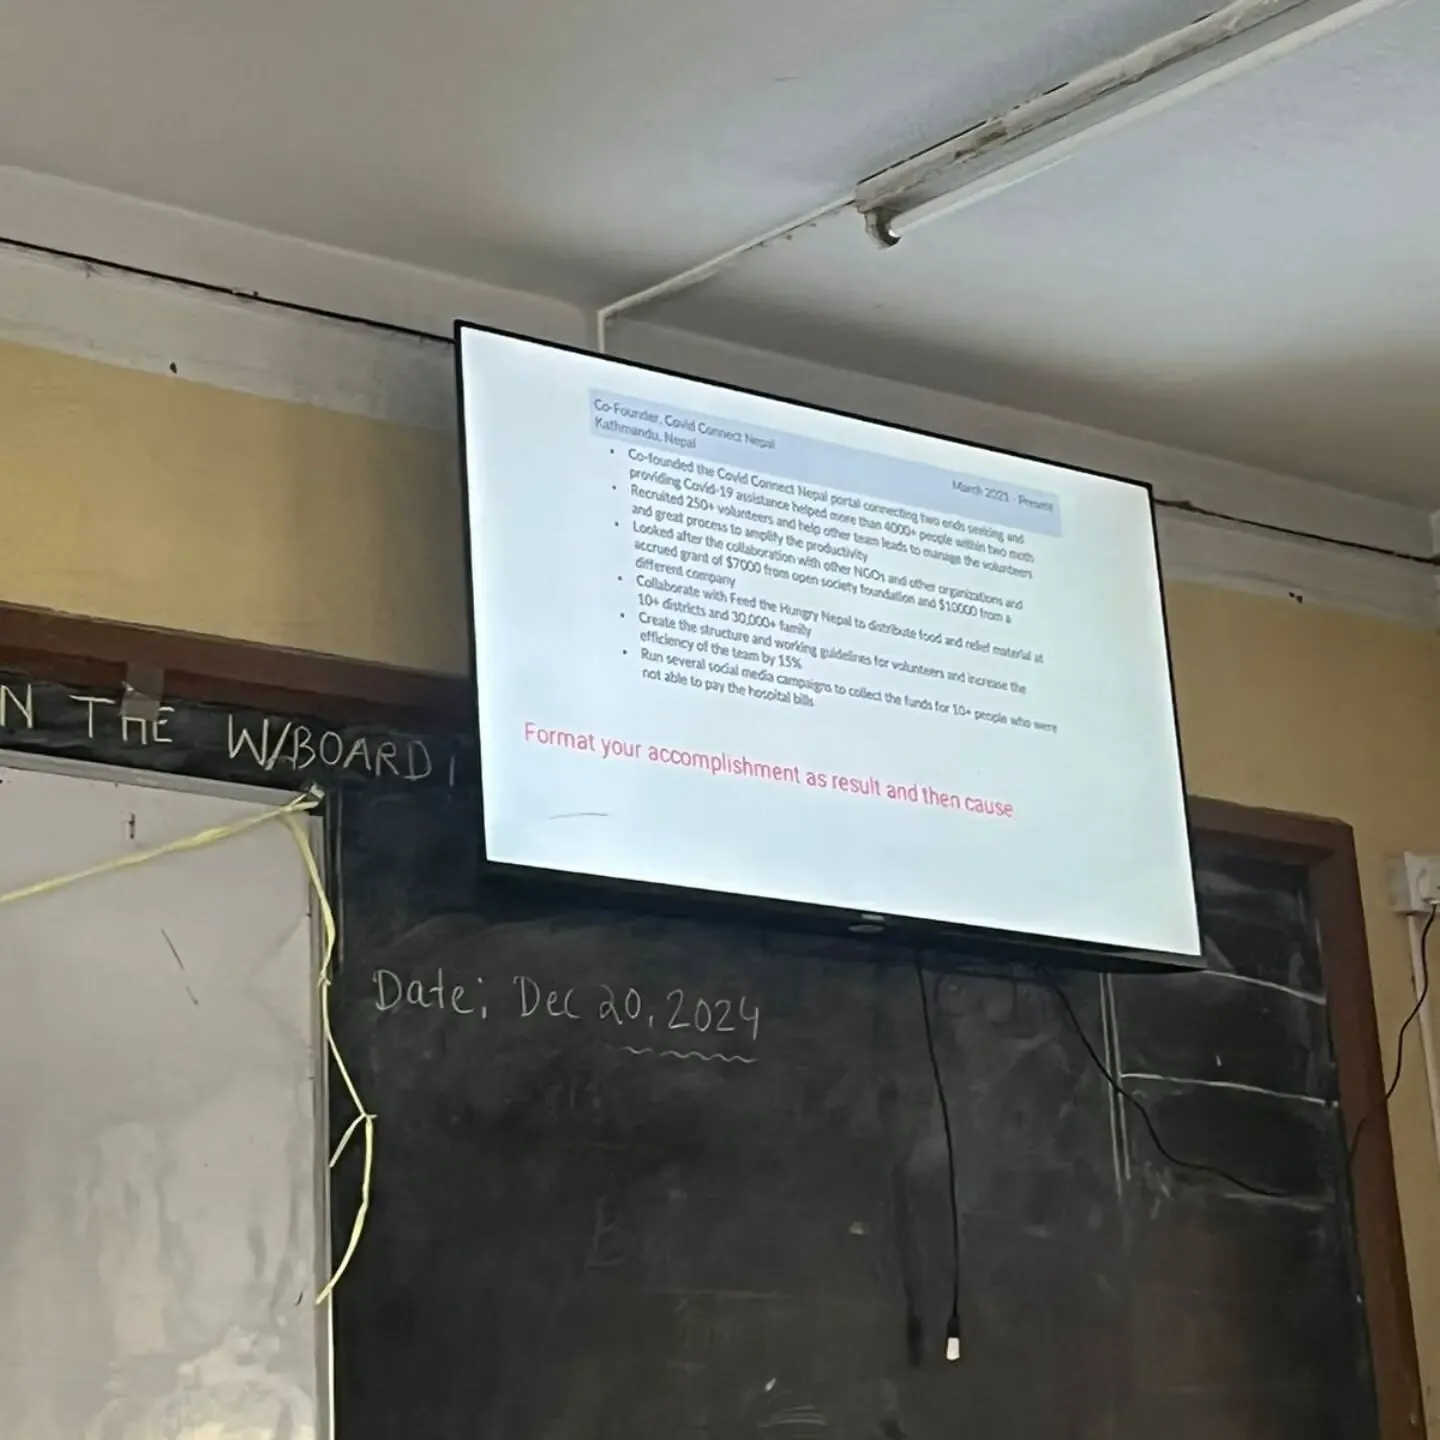 Co-Founder, Covid Connect Nepal
Kathmandu, Nepal
March 2021 - Present
• Co-founded the Covid Connect Nepal portal connecting two ends seeking and
providing Covid-19 assistance helped more than 4000+ people within two moth
• Recruited 250+ volunteers and help other team leads to manage the volunteers
and great process to amplify the productivity
• Looked after the collaboration with other NGOs and other organizations and
accrued grant of $7000 from open society foundation and $10000 from a
different company
• Collaborate with Feed the Hungry Nepal to distribute food and relief material at
10+ districts and 30,000+ family
• Create the structure and working guidelines for volunteers and increase the
efficiency of the team by 15%
• Run several social media campaigns to collect the funds for 10+ people who were
not able to pay the hospital bills
Format your accomplishment as result and then cause
N THE W/BOARD
Date; Dec 20, 2024